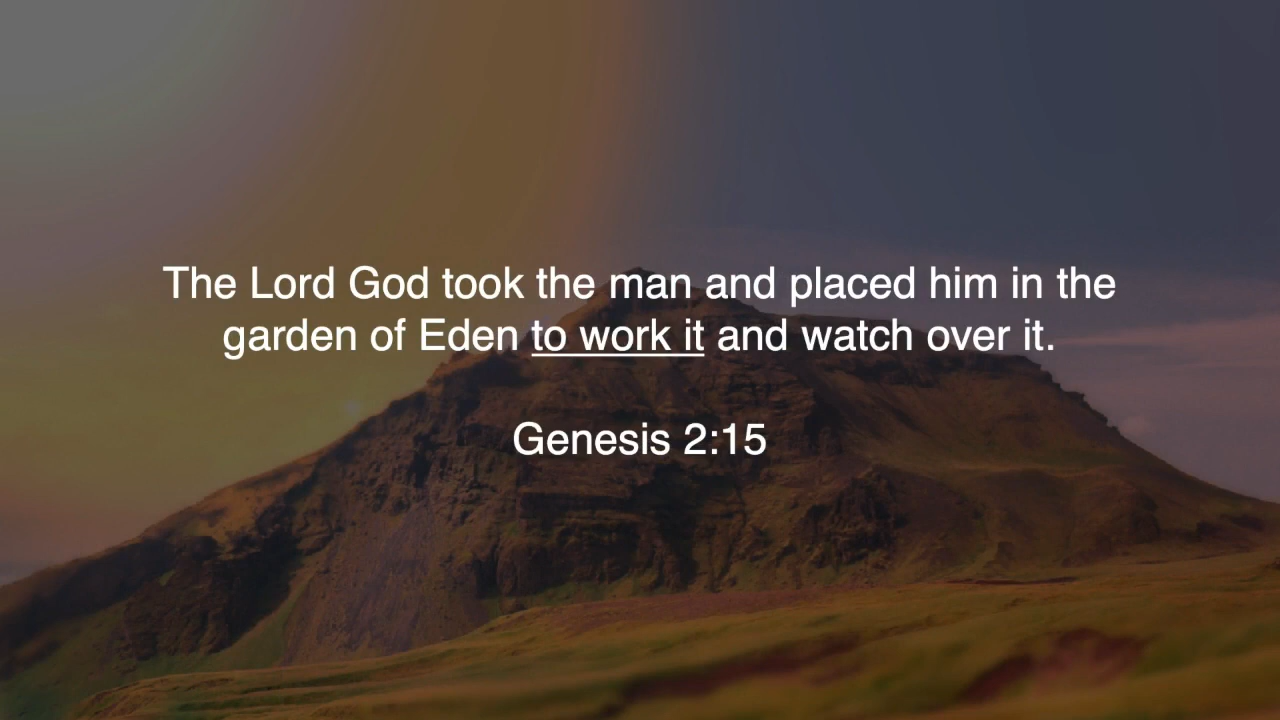 The Lord God took the man and placed him in the
garden of Eden to work it and watch over it.
Genesis 2:15